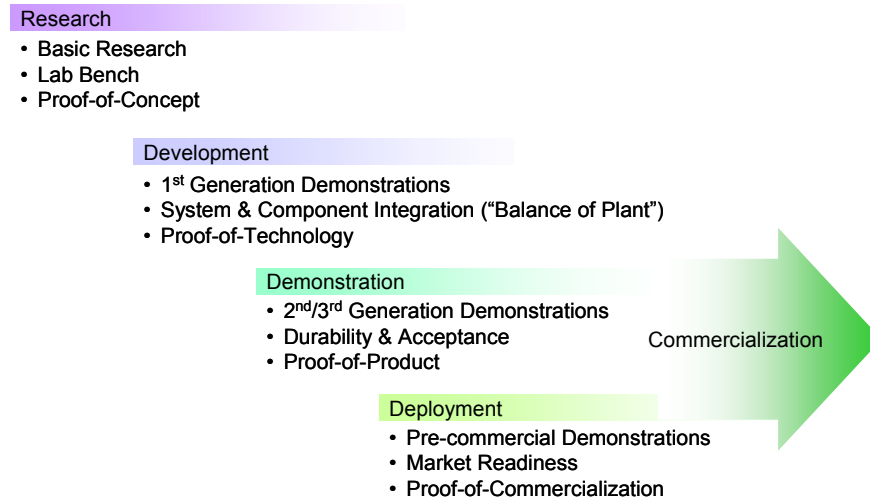 Research
• Basic Research
• Lab Bench
• Proof-of-Concept
Development
• 1st Generation Demonstrations
• System & Component Integration (“Balance of Plant”)
• Proof-of-Technology
Demonstration
• 2nd/3rd Generation Demonstrations
• Durability & Acceptance
• Proof-of-Product
Commercialization
Deployment
• Pre-commercial Demonstrations
• Market Readiness
• Proof-of-Commercialization